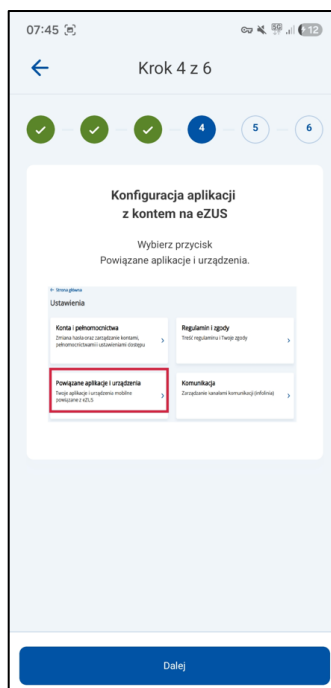 07:45
5G
12
Krok 4 z 6
4
5
6
Konfiguracja aplikacji
z kontem na eZUS
Wybierz przycisk
Powiązane aplikacje i urządzenia.
Strona główna
Ustawienia
Konta i pełnomocnictwa
Zmiana hasła oraz zarządzanie kontami,
pełnomocnictwami i ustawieniami dostępu
Regulamin i zgody
Treść regulaminu i Twoje zgody
Powiązane aplikacje i urządzenia
Twoje aplikacje i urządzenia mobilne
powiązane z eZUS
Komunikacja
Zarządzanie kanałami komunikacji (infolinia)
Dalej